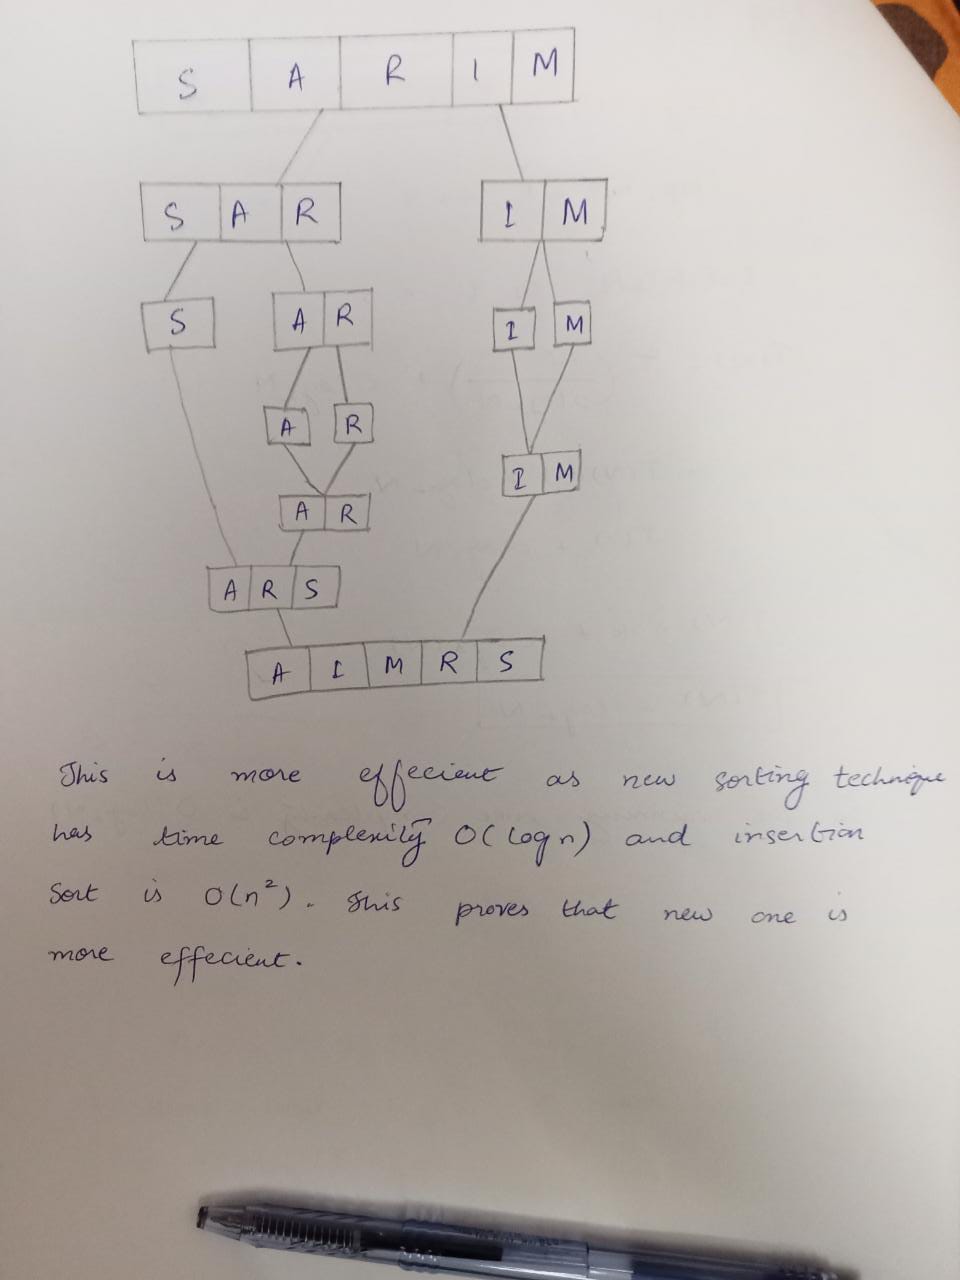 S A R I M
S A R I M
S A R I M
A R
A R I M
A R S
A I M R S
This is more effecient as new sorting technique
has time complexity O(log n) and insertion
Sort is O(n²). This proves that new one is
more effecient.